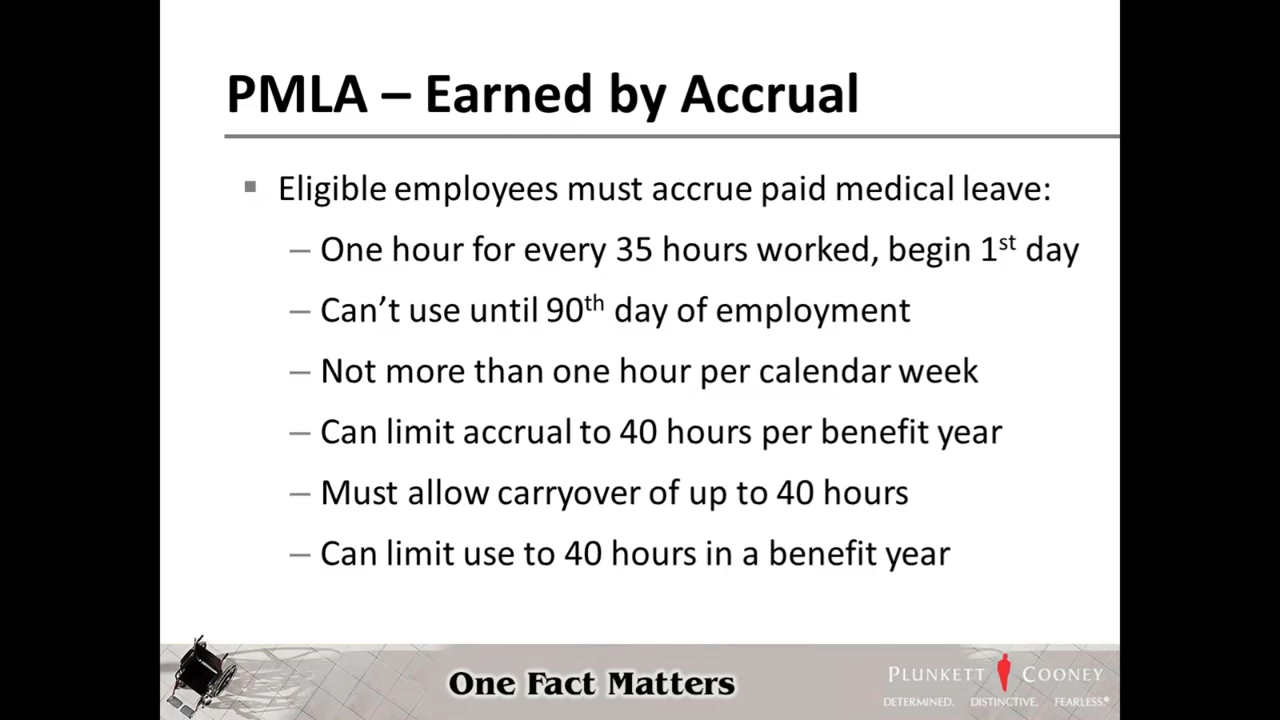 PMLA – Earned by Accrual
▪ Eligible employees must accrue paid medical leave:
– One hour for every 35 hours worked, begin 1st day
– Can’t use until 90th day of employment
– Not more than one hour per calendar week
– Can limit accrual to 40 hours per benefit year
– Must allow carryover of up to 40 hours
– Can limit use to 40 hours in a benefit year
One Fact Matters
PLUNKETT COONEY
DETERMINED. DISTINCTIVE. FEARLESS.®